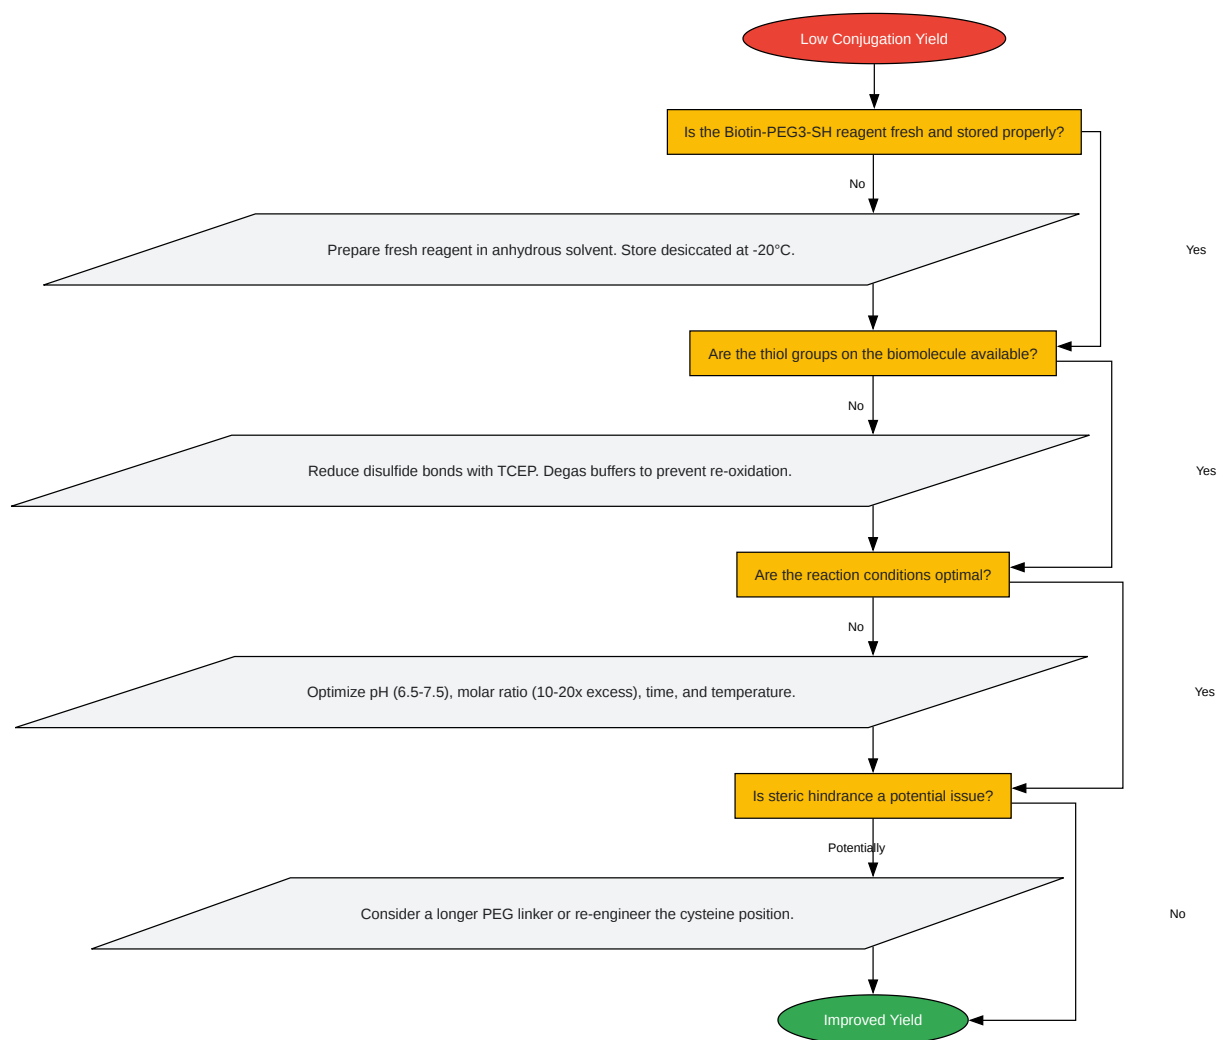 Low Conjugation Yield
Is the Biotin-PEG3-SH reagent fresh and stored properly?
No
Prepare fresh reagent in anhydrous solvent. Store desiccated at -20°C.
Yes
Are the thiol groups on the biomolecule available?
No
Reduce disulfide bonds with TCEP. Degas buffers to prevent re-oxidation.
Yes
Are the reaction conditions optimal?
No
Optimize pH (6.5-7.5), molar ratio (10-20x excess), time, and temperature.
Yes
Is steric hindrance a potential issue?
Potentially
Consider a longer PEG linker or re-engineer the cysteine position.
No
Improved Yield